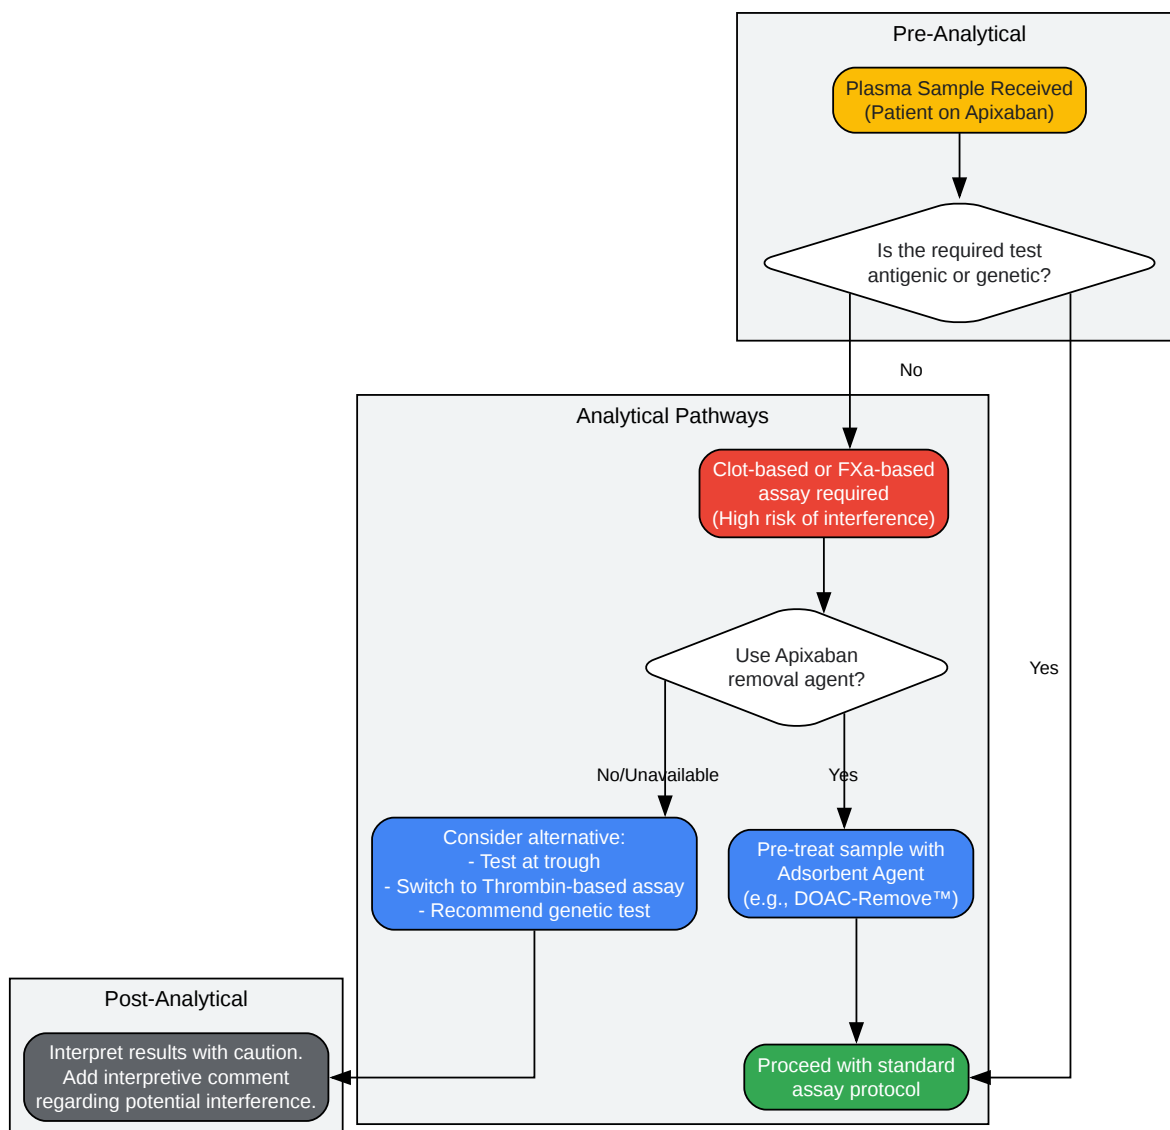 Pre-Analytical
Plasma Sample Received
(Patient on Apixaban)
Is the required test
antigenic or genetic?
No
Yes
Analytical Pathways
Clot-based or FXa-based
assay required
(High risk of interference)
Use Apixaban
removal agent?
No/Unavailable
Yes
Consider alternative:
- Test at trough
- Switch to Thrombin-based assay
- Recommend genetic test
Pre-treat sample with
Adsorbent Agent
(e.g., DOAC-Remove™)
Proceed with standard
assay protocol
Post-Analytical
Interpret results with caution.
Add interpretive comment
regarding potential interference.